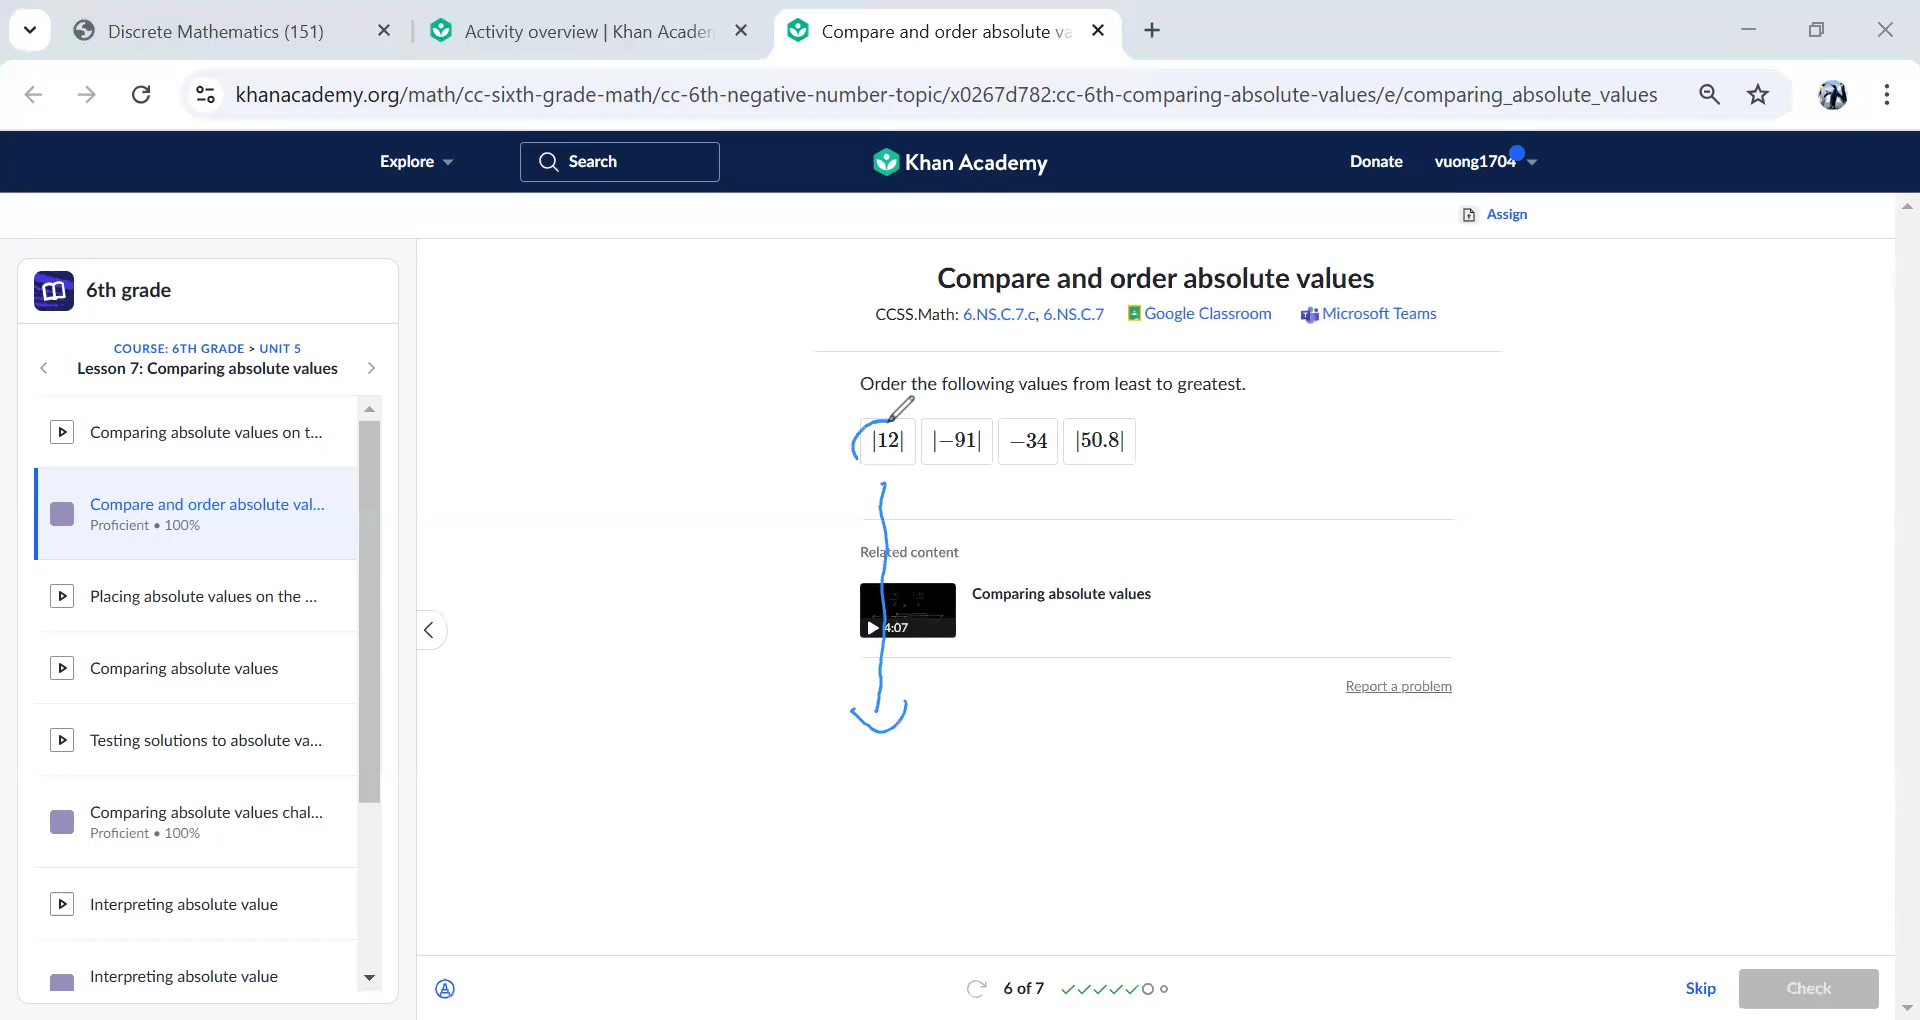 Discrete Mathematics (151)
Activity overview | Khan Academ
Compare and order absolute va
khanacademy.org/math/cc-sixth-grade-math/cc-6th-negative-number-topic/x0267d782:cc-6th-comparing-absolute-values/e/comparing_absolute_values
Explore
Search
Khan Academy
Donate
vuong1704
Assign
6th grade
COURSE: 6TH GRADE > UNIT 5
Lesson 7: Comparing absolute values
Comparing absolute values on t...
Compare and order absolute val...
Proficient • 100%
Placing absolute values on the ...
Comparing absolute values
Testing solutions to absolute va...
Comparing absolute values chal...
Proficient • 100%
Interpreting absolute value
Interpreting absolute value
Compare and order absolute values
CCSS.Math: 6.NS.C.7.c, 6.NS.C.7 Google Classroom Microsoft Teams
Order the following values from least to greatest.
|12| |−91| −34 |50.8|
Related content
4:07
Comparing absolute values
Report a problem
6 of 7
Skip
Check